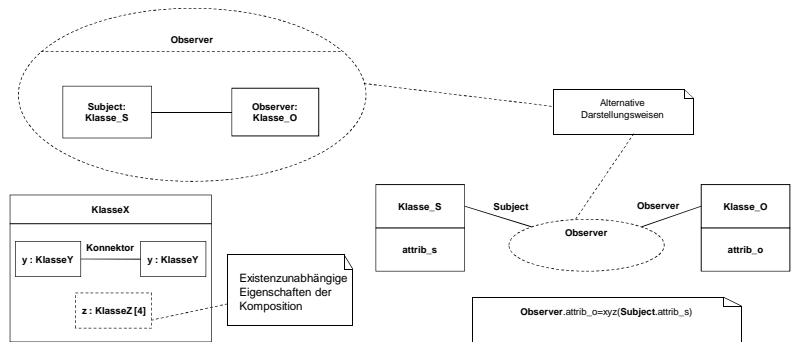 Observer
Subject:
Klasse_S
Observer:
Klasse_O
Alternative
Darstellungsweisen
KlasseX
Konnektor
y : KlasseY
y : KlasseY
z : KlasseZ [4]
Existenzunabhängige
Eigenschaften der
Komposition
Klasse_S
attrib_s
Subject
Observer
Observer
Klasse_O
attrib_o
Observer.attrib_o=xyz(Subject.attrib_s)